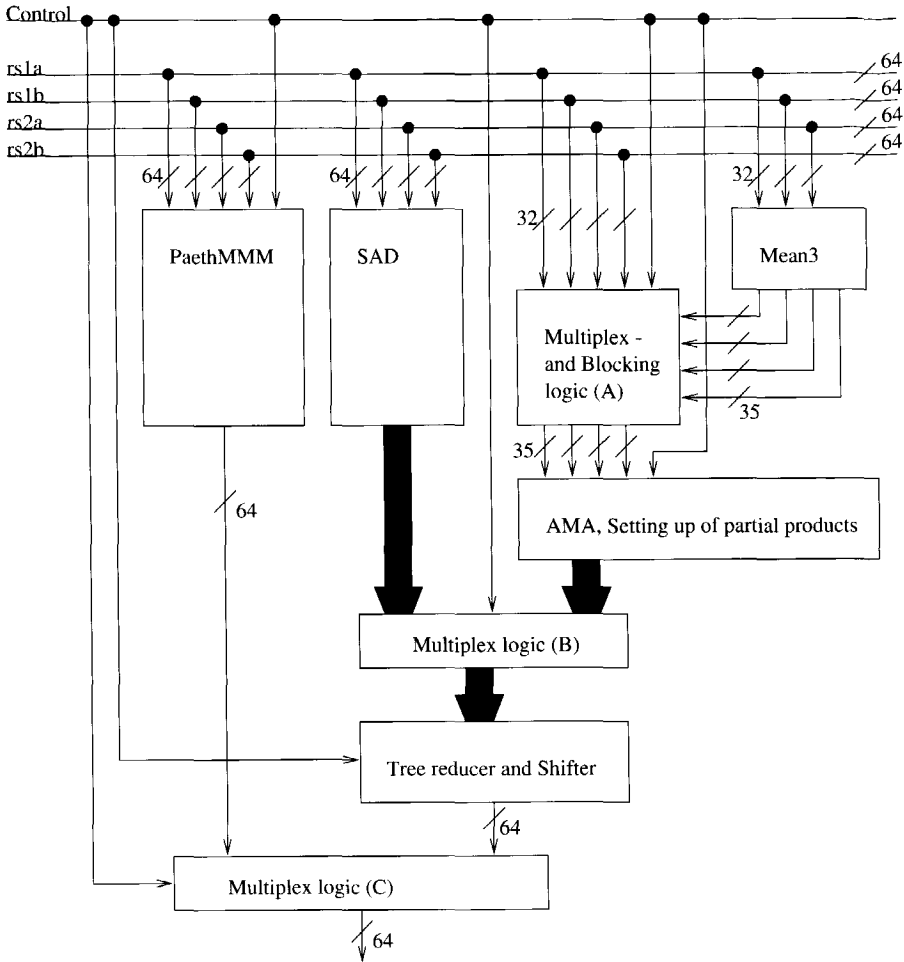 Control
rs1a
64
rs1b
64
rs2a
64
rs2b
64
64
64
32
32
PaethMMM
SAD
Mean3
Multiplex -
and Blocking
logic (A)
35
35
64
AMA, Setting up of partial products
Multiplex logic (B)
Tree reducer and Shifter
64
Multiplex logic (C)
64